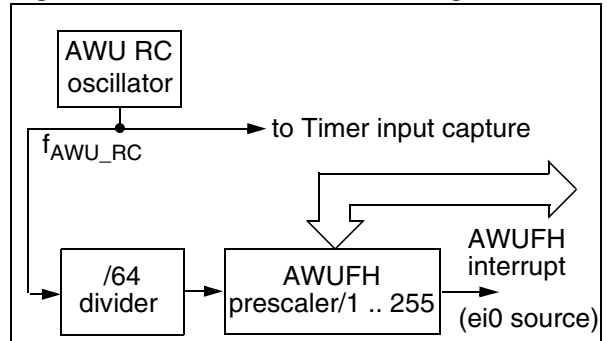 AWU RC
oscillator
to Timer input capture
fAWU_RC
/64
divider
AWUFH
prescaler/1 .. 255
AWUFH
interrupt
(ei0 source)